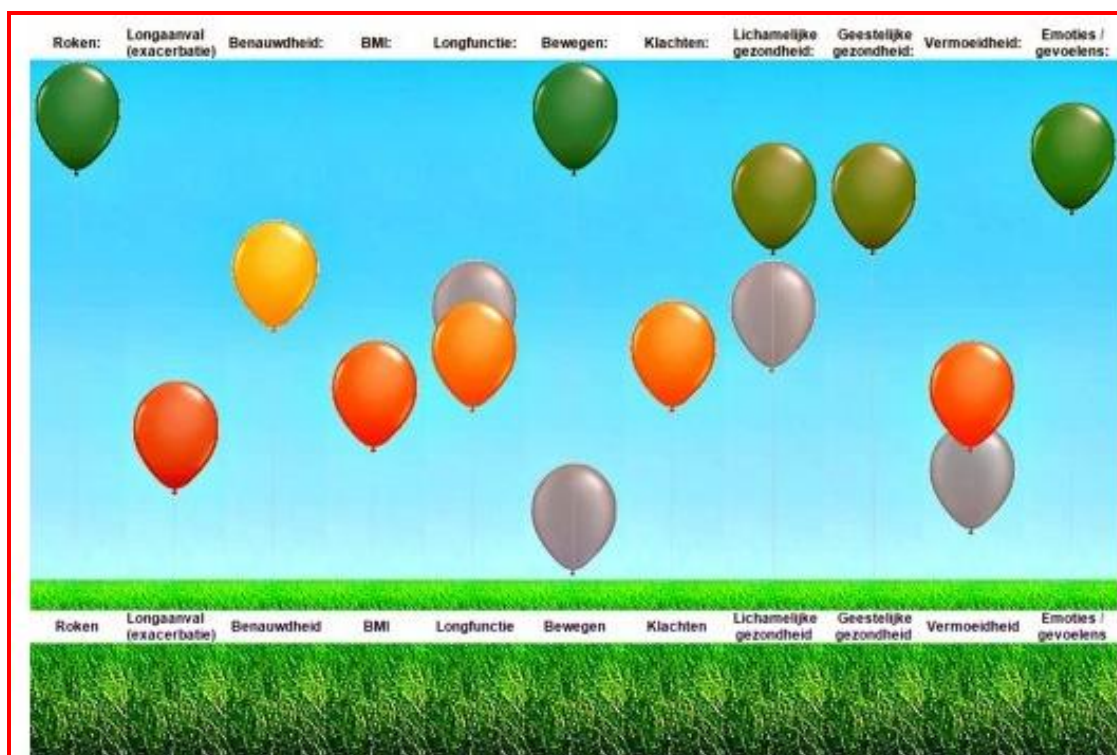 Roken: Longaanval Benauwdheid: BMI: Longfunctie: Bewegen: Klachten: Lichamelijke Geestelijke Vermoeidheid: Emoties /
(exacerbatie) gezondheid: gezondheid: gevoelens:
Roken Longaanval Benauwdheid BMI Longfunctie Bewegen Klachten Lichamelijke Geestelijke Vermoeidheid Emoties /
(exacerbatie) gezondheid gezondheid gevoelens